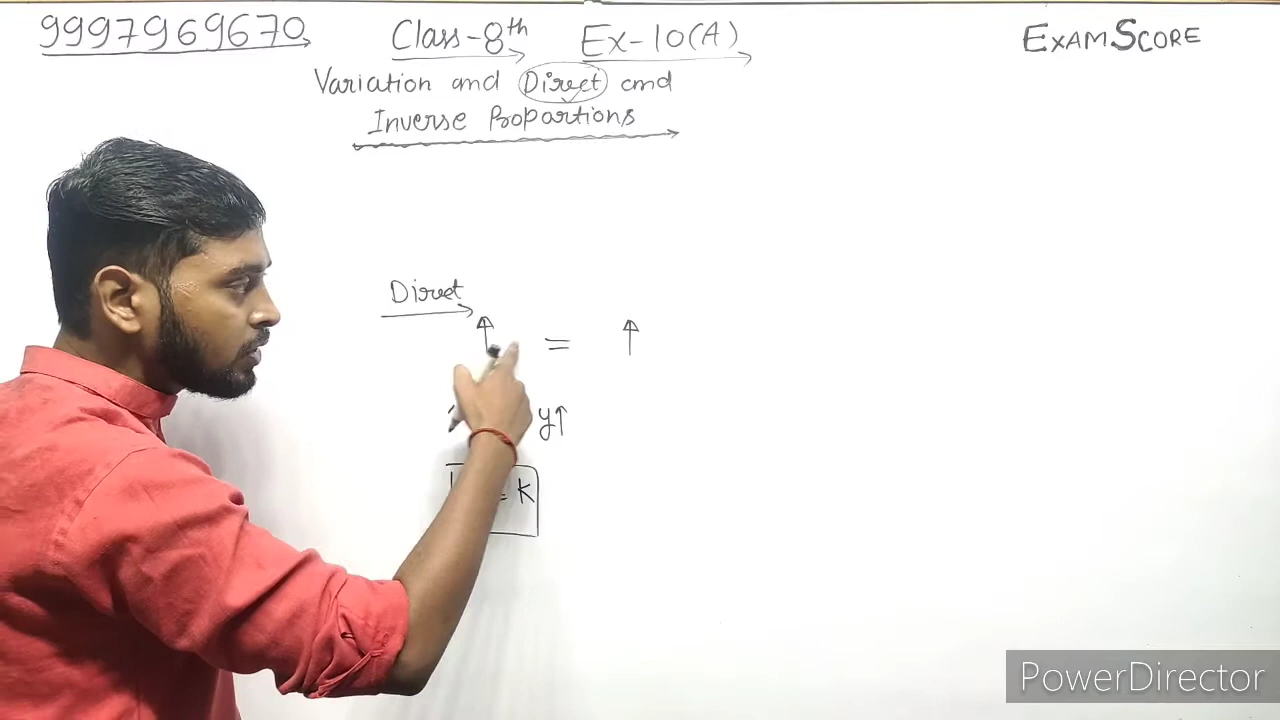 9997969670 Class-8th Ex-10(A) EXAMSCORE
Variation and Direct and
Inverse Proportions
Direct
↑ = ↑
y↑
= K
PowerDirector